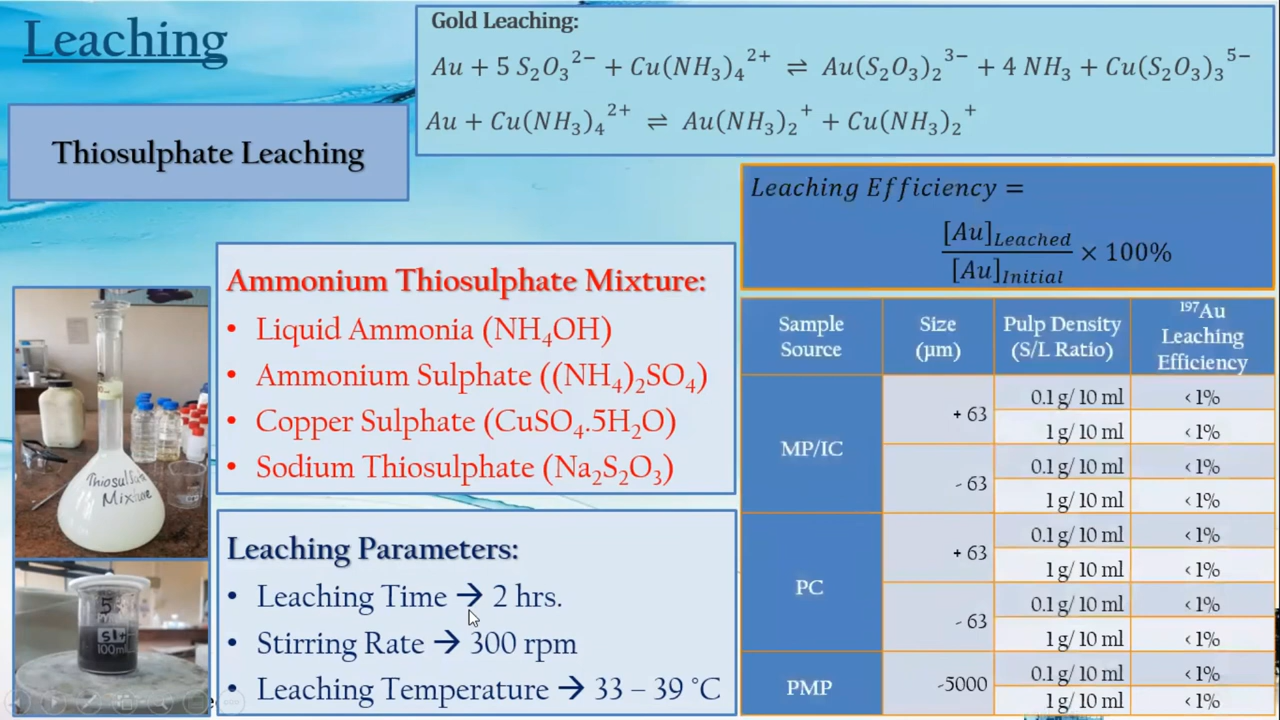 Leaching
Gold Leaching:
Au + 5 S₂O₃²⁻ + Cu(NH₃)₄²⁺ ⇌ Au(S₂O₃)₂³⁻ + 4 NH₃ + Cu(S₂O₃)₃⁵⁻
Au + Cu(NH₃)₄²⁺ ⇌ Au(NH₃)₂⁺ + Cu(NH₃)₂⁺
Thiosulphate Leaching
Leaching Efficiency =
[Au]Leached
[Au]Initial
× 100%
Ammonium Thiosulphate Mixture:
• Liquid Ammonia (NH₄OH)
• Ammonium Sulphate ((NH₄)₂SO₄)
• Copper Sulphate (CuSO₄.5H₂O)
• Sodium Thiosulphate (Na₂S₂O₃)
Leaching Parameters:
• Leaching Time → 2 hrs.
• Stirring Rate → 300 rpm
• Leaching Temperature → 33 – 39 °C
Mixture
100ml
Sample Source Size (µm) Pulp Density (S/L Ratio) ¹⁹⁷Au Leaching Efficiency
MP/IC + 63 0.1 g/ 10 ml < 1%
1 g/ 10 ml < 1%
- 63 0.1 g/ 10 ml < 1%
1 g/ 10 ml < 1%
PC + 63 0.1 g/ 10 ml < 1%
1 g/ 10 ml < 1%
- 63 0.1 g/ 10 ml < 1%
1 g/ 10 ml < 1%
PMP -5000 0.1 g/ 10 ml < 1%
1 g/ 10 ml < 1%